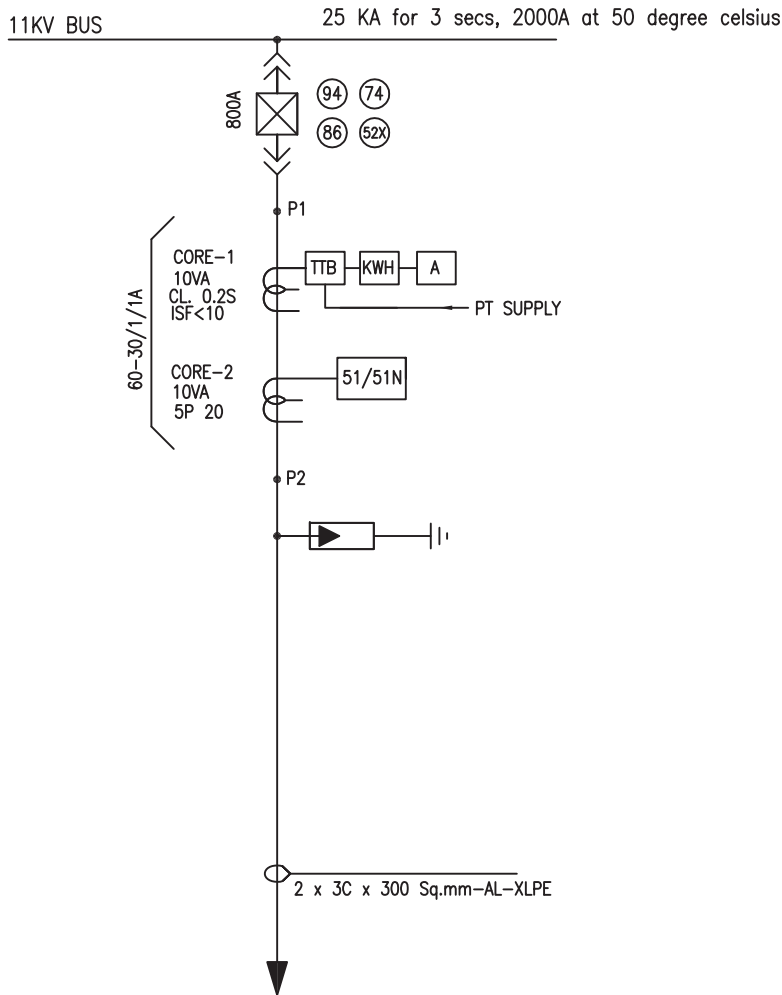 11KV BUS
25 KA for 3 secs, 2000A at 50 degree celsius
800A
94
74
86
52X
P1
60-30/1/1A
CORE-1
10VA
CL. 0.2S
ISF<10
TTB
KWH
A
PT SUPPLY
CORE-2
10VA
5P 20
51/51N
P2
2 x 3C x 300 Sq.mm-AL-XLPE